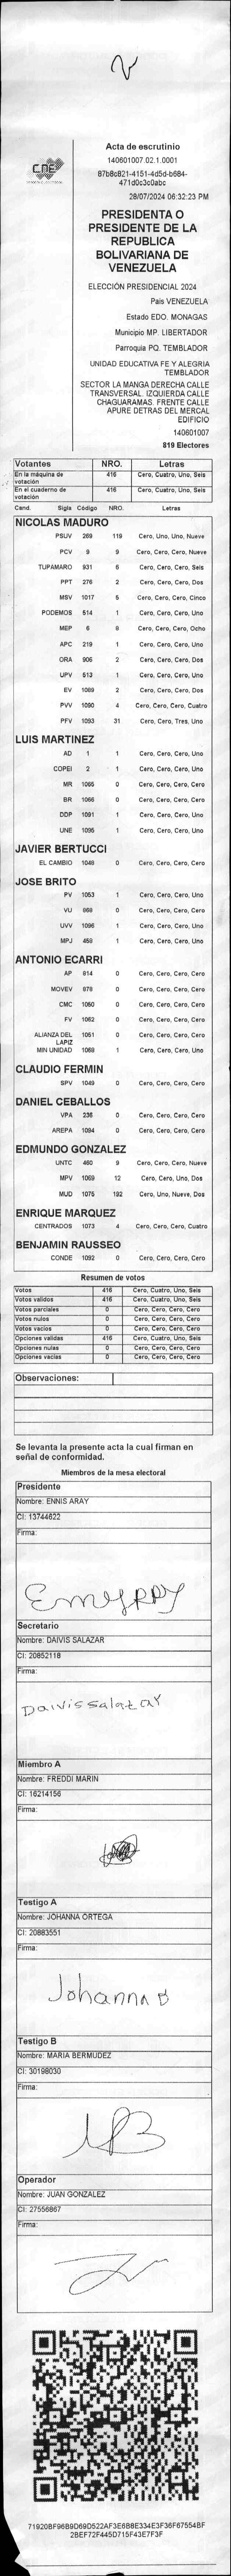 CNE
Acta de escrutinio
140601007.02.1.0001
87b8c821-4151-4d5d-b684-
471d0c3c0abc
28/07/2024 06:32:23 PM
PRESIDENTA O
PRESIDENTE DE LA
REPUBLICA
BOLIVARIANA DE
VENEZUELA
ELECCIÓN PRESIDENCIAL 2024
País VENEZUELA
Estado EDO. MONAGAS
Municipio MP. LIBERTADOR
Parroquia PQ. TEMBLADOR
UNIDAD EDUCATIVA FE Y ALEGRIA
TEMBLADOR
SECTOR LA MANGA DERECHA CALLE
TRANSVERSAL. IZQUIERDA CALLE
CHAGUARAMAS. FRENTE CALLE
APURE DETRAS DEL MERCAL
EDIFICIO
140601007
819 Electores
Votantes NRO. Letras
En la máquina de votación 416 Cero, Cuatro, Uno, Seis
En el cuaderno de votación 416 Cero, Cuatro, Uno, Seis
Cand. Sigla Código NRO. Letras
NICOLAS MADURO
PSUV 269 119 Cero, Uno, Uno, Nueve
PCV 9 9 Cero, Cero, Cero, Nueve
TUPAMARO 931 6 Cero, Cero, Cero, Seis
PPT 276 2 Cero, Cero, Cero, Dos
MSV 1017 5 Cero, Cero, Cero, Cinco
PODEMOS 514 1 Cero, Cero, Cero, Uno
MEP 6 8 Cero, Cero, Cero, Ocho
APC 219 1 Cero, Cero, Cero, Uno
ORA 906 2 Cero, Cero, Cero, Dos
UPV 513 1 Cero, Cero, Cero, Uno
EV 1089 2 Cero, Cero, Cero, Dos
PVV 1090 4 Cero, Cero, Cero, Cuatro
PFV 1093 31 Cero, Cero, Tres, Uno
LUIS MARTINEZ
AD 1 1 Cero, Cero, Cero, Uno
COPEI 2 1 Cero, Cero, Cero, Uno
MR 1065 0 Cero, Cero, Cero, Cero
BR 1066 0 Cero, Cero, Cero, Cero
DDP 1091 1 Cero, Cero, Cero, Uno
UNE 1095 1 Cero, Cero, Cero, Uno
JAVIER BERTUCCI
EL CAMBIO 1048 0 Cero, Cero, Cero, Cero
JOSE BRITO
PV 1053 1 Cero, Cero, Cero, Uno
VU 868 0 Cero, Cero, Cero, Cero
UVV 1096 1 Cero, Cero, Cero, Uno
MPJ 458 1 Cero, Cero, Cero, Uno
ANTONIO ECARRI
AP 814 0 Cero, Cero, Cero, Cero
MOVEV 878 0 Cero, Cero, Cero, Cero
CMC 1050 0 Cero, Cero, Cero, Cero
FV 1062 0 Cero, Cero, Cero, Cero
ALIANZA DEL LAPIZ 1051 0 Cero, Cero, Cero, Cero
MIN UNIDAD 1068 1 Cero, Cero, Cero, Uno
CLAUDIO FERMIN
SPV 1049 0 Cero, Cero, Cero, Cero
DANIEL CEBALLOS
VPA 236 0 Cero, Cero, Cero, Cero
AREPA 1094 0 Cero, Cero, Cero, Cero
EDMUNDO GONZALEZ
UNTC 460 9 Cero, Cero, Cero, Nueve
MPV 1069 12 Cero, Cero, Uno, Dos
MUD 1075 192 Cero, Uno, Nueve, Dos
ENRIQUE MARQUEZ
CENTRADOS 1073 4 Cero, Cero, Cero, Cuatro
BENJAMIN RAUSSEO
CONDE 1092 0 Cero, Cero, Cero, Cero
Resumen de votos
Votos 416 Cero, Cuatro, Uno, Seis
Votos validos 416 Cero, Cuatro, Uno, Seis
Votos parciales 0 Cero, Cero, Cero, Cero
Votos nulos 0 Cero, Cero, Cero, Cero
Votos vacios 0 Cero, Cero, Cero, Cero
Opciones validas 416 Cero, Cuatro, Uno, Seis
Opciones nulas 0 Cero, Cero, Cero, Cero
Opciones vacias 0 Cero, Cero, Cero, Cero
Observaciones:
Se levanta la presente acta la cual firman en
señal de conformidad.
Miembros de la mesa electoral
Presidente
Nombre: ENNIS ARAY
CI: 13744622
Firma:
Secretario
Nombre: DAIVIS SALAZAR
CI: 20852118
Firma:
Daivis Salazar
Miembro A
Nombre: FREDDI MARIN
CI: 16214156
Firma:
Testigo A
Nombre: JOHANNA ORTEGA
CI: 20883551
Firma:
Johanna O
Testigo B
Nombre: MARIA BERMUDEZ
CI: 30198030
Firma:
Operador
Nombre: JUAN GONZALEZ
CI: 27556867
Firma:
71920BF96B9D69D522AF3E6B8E334E3F36F67554BF
2BEF72F445D715F43E7F3F